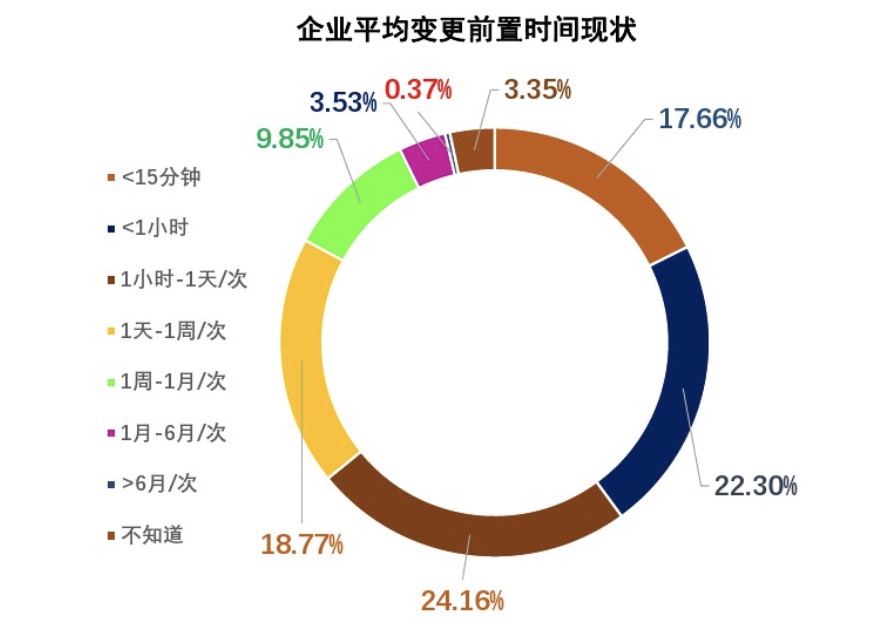 企业平均变更前置时间现状
0.37%
3.35%
3.53%
17.66%
9.85%
<15分钟
<1小时
1小时-1天/次
1天-1周/次
1周-1月/次
1月-6月/次
>6月/次
不知道
22.30%
18.77%
24.16%